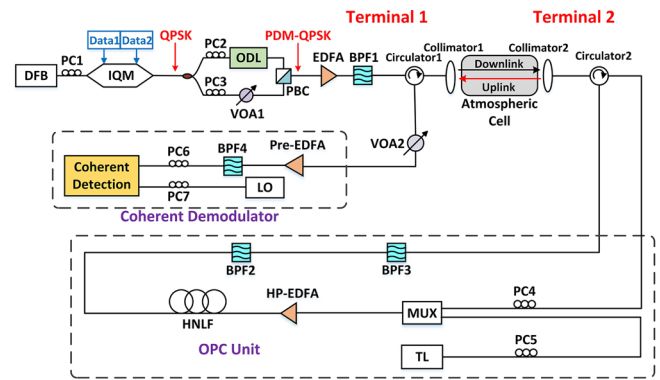 Terminal 1
Terminal 2
Data1
Data2
QPSK
PDM-QPSK
PC1
PC2
ODL
EDFA
BPF1
Circulator1
Collimator1
Collimator2
Circulator2
DFB
IQM
PC3
VOA1
PBC
Downlink
Uplink
Atmospheric
Cell
VOA2
Coherent
Detection
PC6
BPF4
Pre-EDFA
PC7
LO
Coherent Demodulator
BPF2
BPF3
HNLF
HP-EDFA
MUX
PC4
OPC Unit
TL
PC5